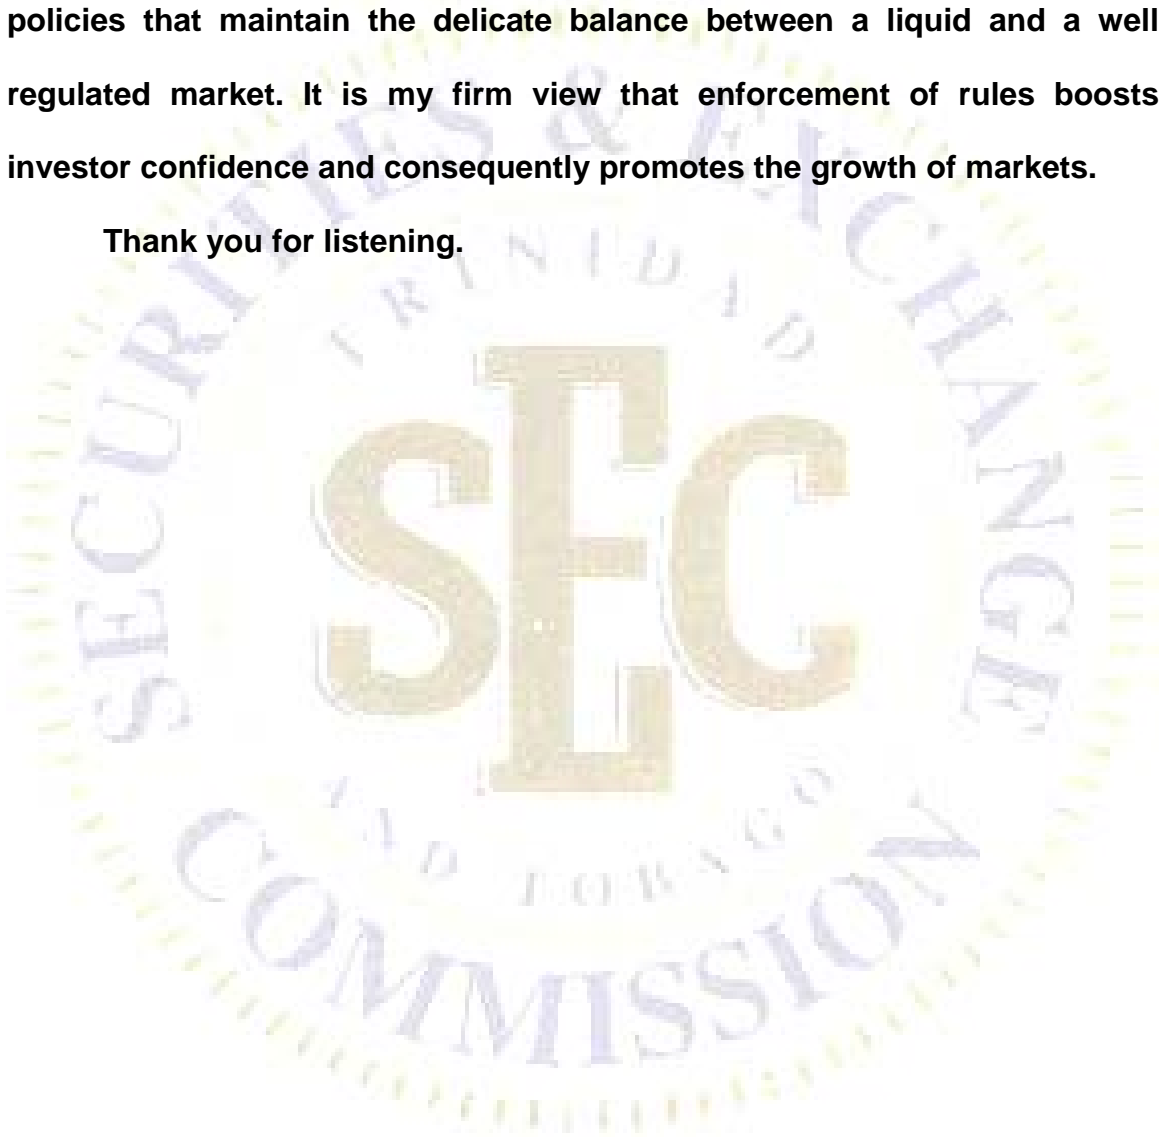 policies that maintain the delicate balance between a liquid and a well
regulated market. It is my firm view that enforcement of rules boosts
investor confidence and consequently promotes the growth of markets.
Thank you for listening.
SECURITIES & EXCHANGE
TRINIDAD
SEC
AND TOBAGO
COMMISSION